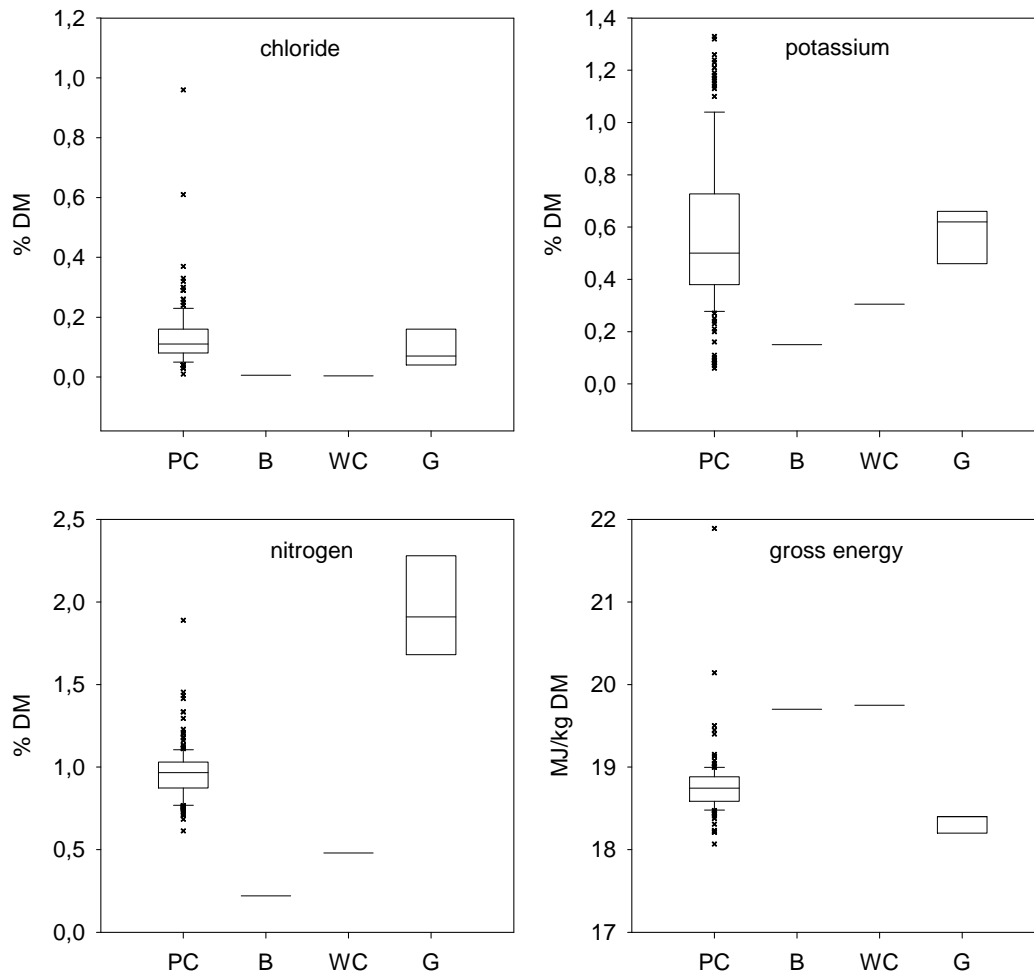 chloride
% DM
1,2
1,0
0,8
0,6
0,4
0,2
0,0
PC B WC G
potassium
% DM
1,4
1,2
1,0
0,8
0,6
0,4
0,2
0,0
PC B WC G
nitrogen
% DM
2,5
2,0
1,5
1,0
0,5
0,0
PC B WC G
gross energy
MJ/kg DM
22
21
20
19
18
17
PC B WC G